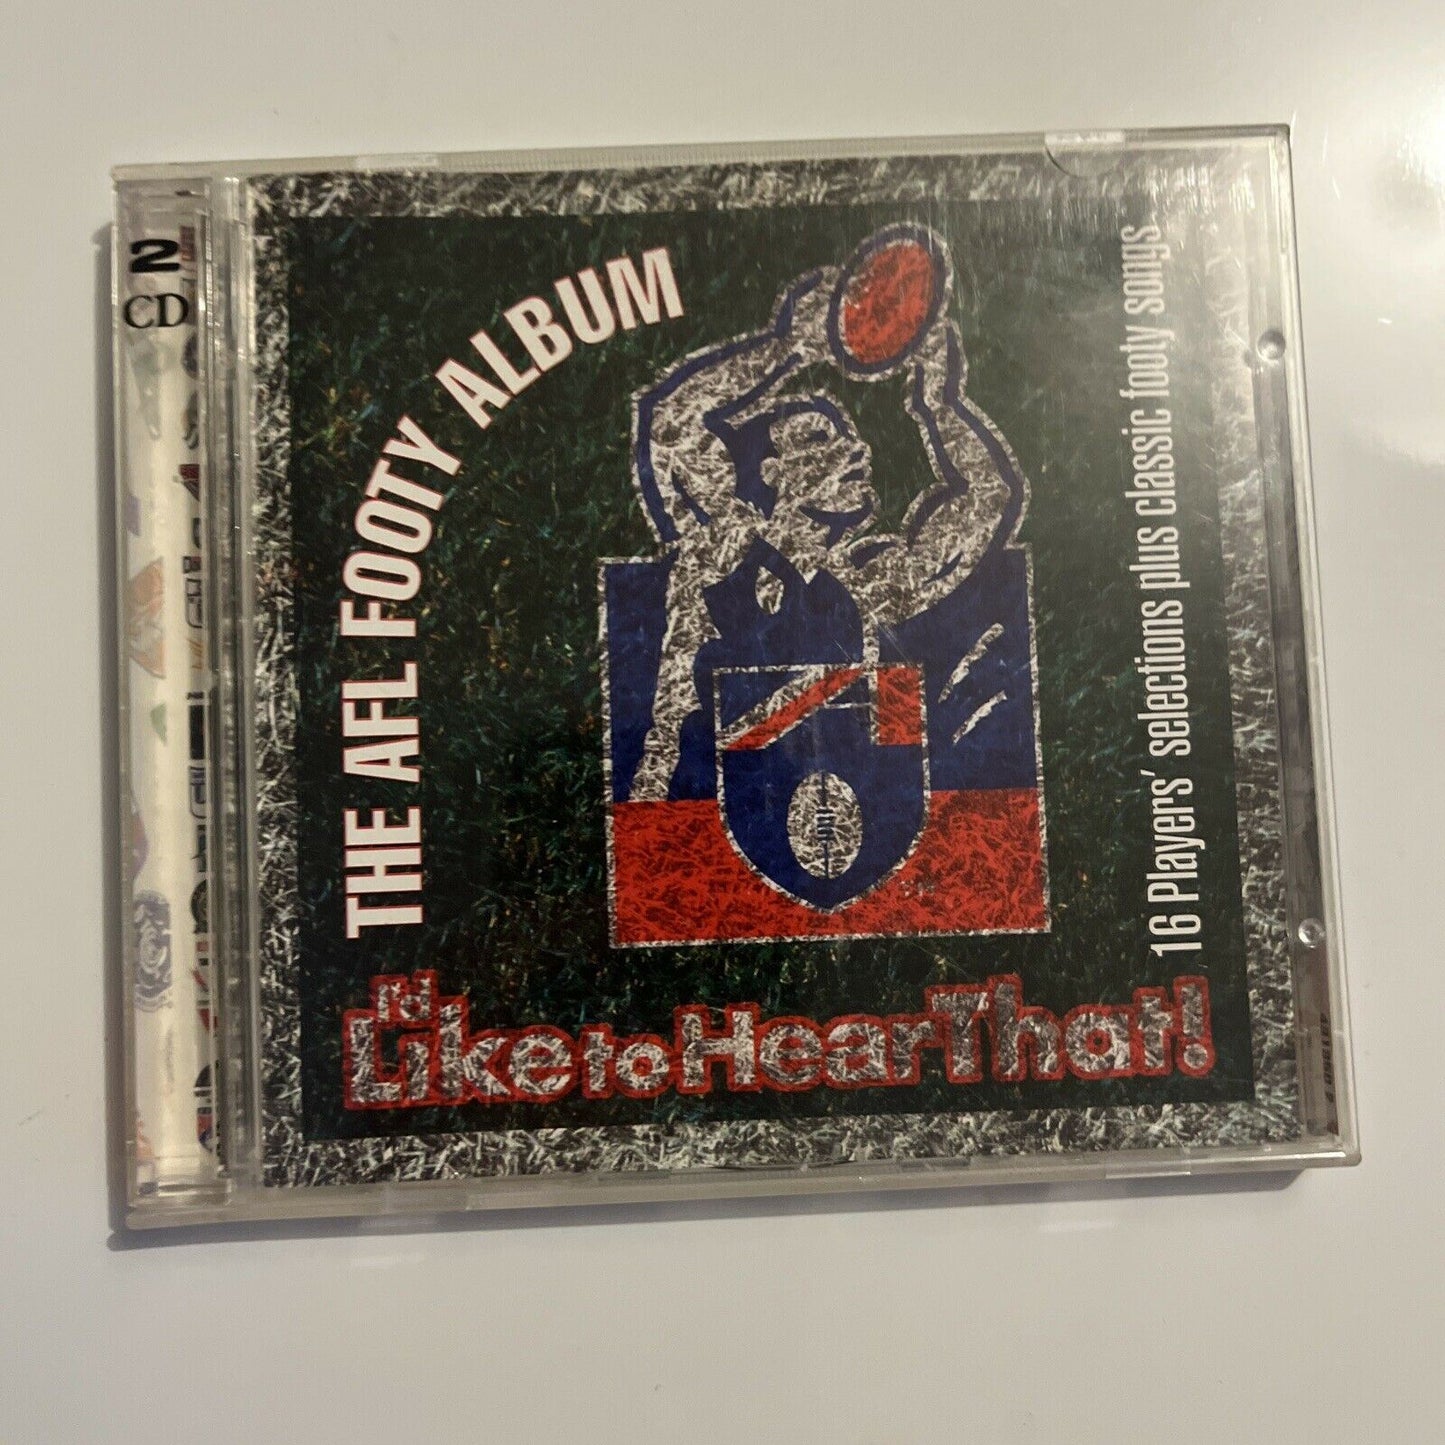 2
CD
THE AFL FOOTY ALBUM
16 Players' selections plus classic footy songs
I'd
Like to Hear That!